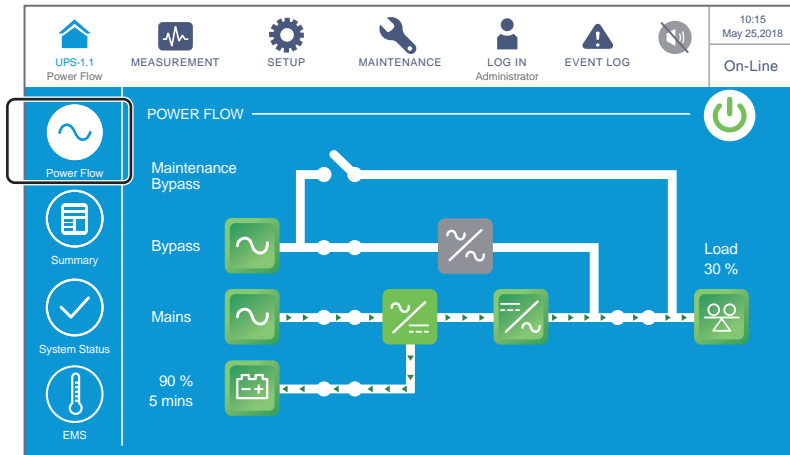 UPS-1.1
Power Flow
MEASUREMENT
SETUP
MAINTENANCE
LOG IN
Administrator
EVENT LOG
10:15
May 25,2018
On-Line
Power Flow
Summary
System Status
EMS
POWER FLOW
Maintenance
Bypass
Bypass
Mains
90 %
5 mins
Load
30 %